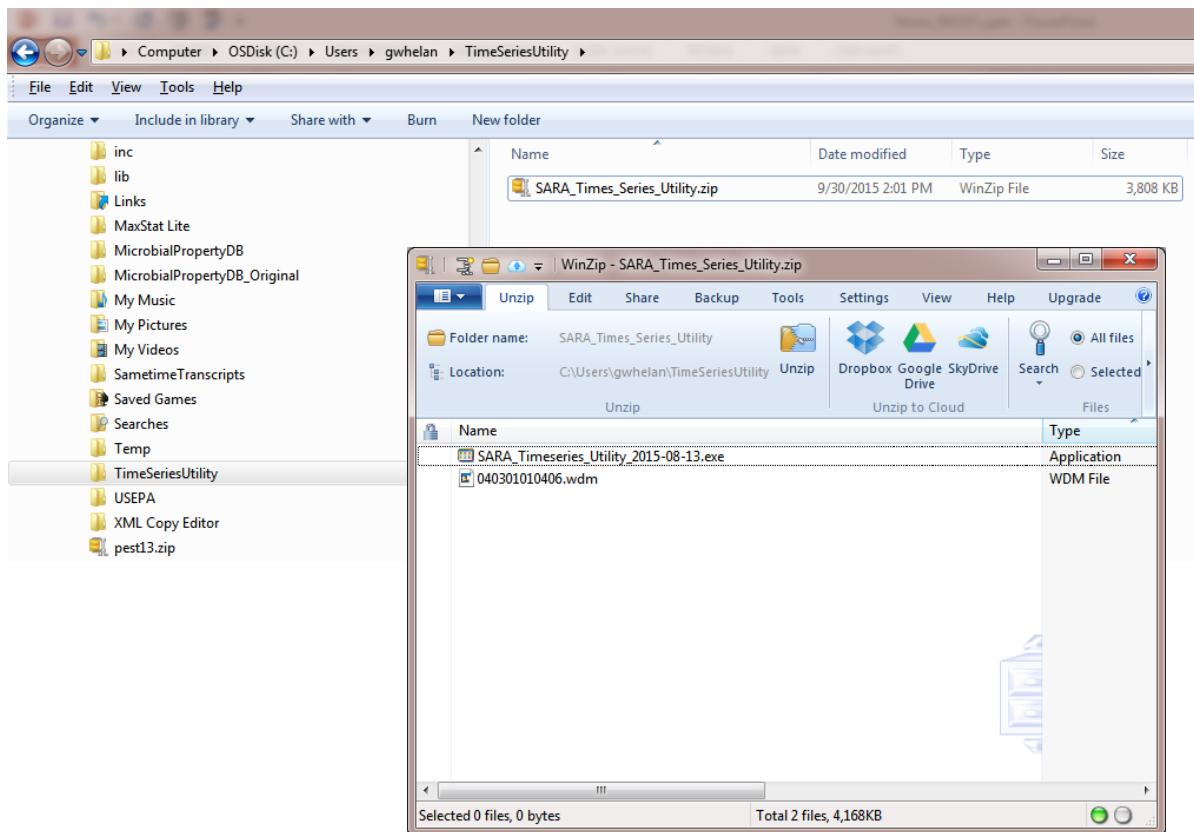 Computer ▸ OSDisk (C:) ▸ Users ▸ gwhelan ▸ TimeSeriesUtility ▸
File Edit View Tools Help
Organize Include in library Share with Burn New folder
Name Date modified Type Size
SARA_Times_Series_Utility.zip 9/30/2015 2:01 PM WinZip File 3,808 KB
inc
lib
Links
MaxStat Lite
MicrobialPropertyDB
MicrobialPropertyDB_Original
My Music
My Pictures
My Videos
SametimeTranscripts
Saved Games
Searches
Temp
TimeSeriesUtility
USEPA
XML Copy Editor
pest13.zip
WinZip - SARA_Times_Series_Utility.zip
Unzip Edit Share Backup Tools Settings View Help Upgrade
Folder name: SARA_Times_Series_Utility
Location: C:\Users\gwhelan\TimeSeriesUtility
Unzip
Unzip
Dropbox Google Drive SkyDrive
Unzip to Cloud
Search
All files
Selected
Files
Name Type
SARA_Timeseries_Utility_2015-08-13.exe Application
040301010406.wdm WDM File
Selected 0 files, 0 bytes Total 2 files, 4,168KB